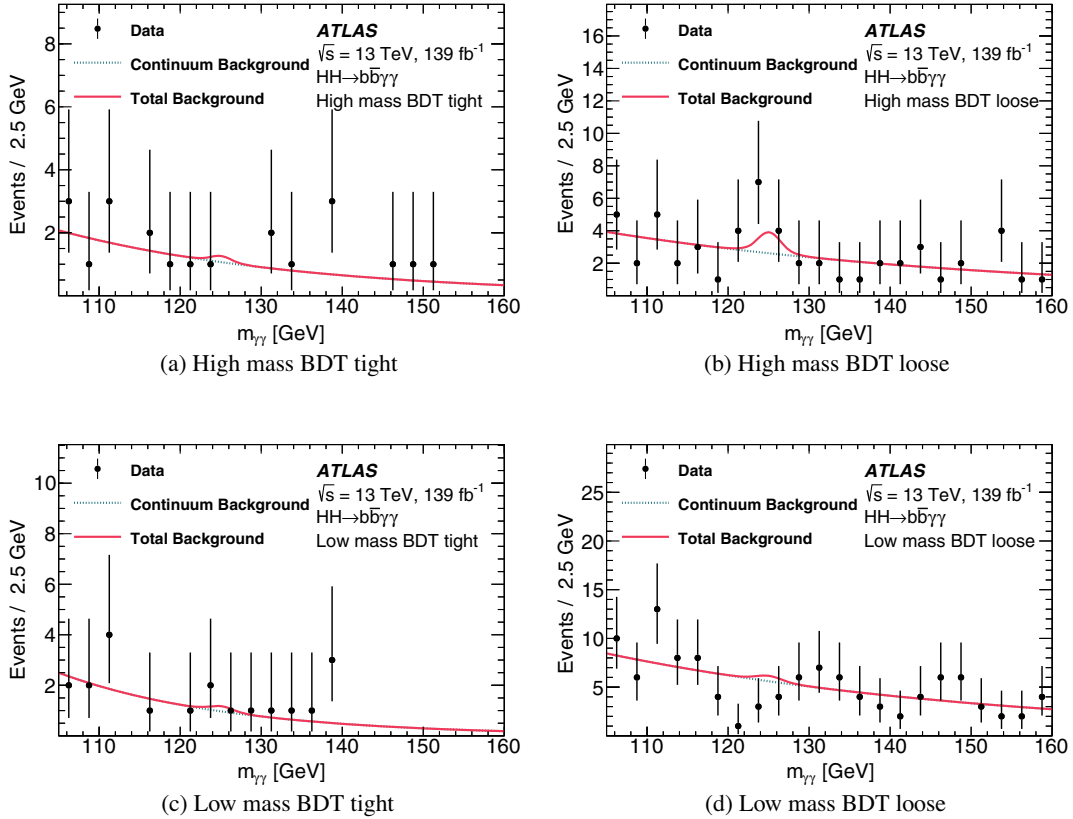 Data
Continuum Background
Total Background
ATLAS
√s = 13 TeV, 139 fb⁻¹
HH→bb̄γγ
High mass BDT tight
Events / 2.5 GeV
8
6
4
2
110 120 130 140 150 160
mγγ [GeV]
(a) High mass BDT tight
Data
Continuum Background
Total Background
ATLAS
√s = 13 TeV, 139 fb⁻¹
HH→bb̄γγ
High mass BDT loose
Events / 2.5 GeV
16
14
12
10
8
6
4
2
110 120 130 140 150 160
mγγ [GeV]
(b) High mass BDT loose
Data
Continuum Background
Total Background
ATLAS
√s = 13 TeV, 139 fb⁻¹
HH→bb̄γγ
Low mass BDT tight
Events / 2.5 GeV
10
8
6
4
2
110 120 130 140 150 160
mγγ [GeV]
(c) Low mass BDT tight
Data
Continuum Background
Total Background
ATLAS
√s = 13 TeV, 139 fb⁻¹
HH→bb̄γγ
Low mass BDT loose
Events / 2.5 GeV
25
20
15
10
5
110 120 130 140 150 160
mγγ [GeV]
(d) Low mass BDT loose